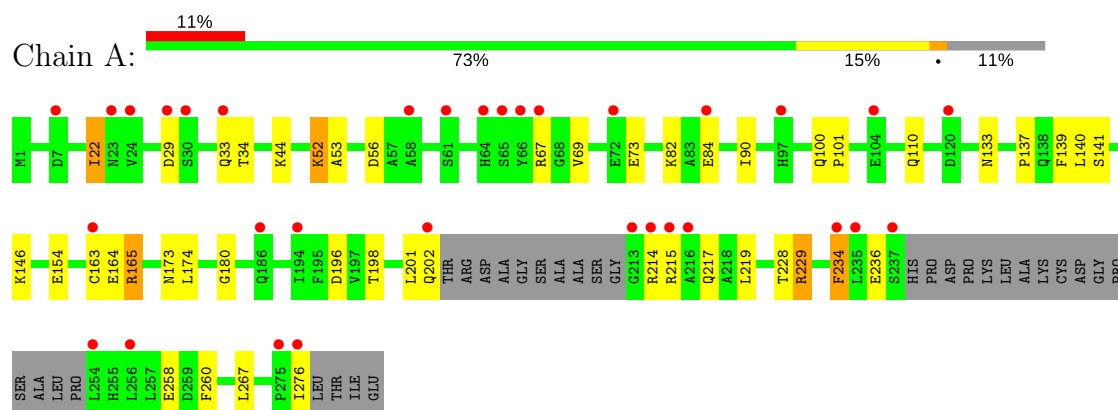 11%
Chain A:
73% 15% • 11%
M1 D7 I22 N23 V24 D29 S30 Q33 T34 K44 K52 A53 D56 A57 A58 S61 H64 S65 Y66 R67 G68 V69 E72 E73 K82 A83 E84 I90 H97 Q100 P101 E104 Q110 D120 N133 P137 Q138 F139 L140 S141
K146 E154 C163 E164 R165 N173 L174 G180 Q186 I194 F195 D196 V197 T198 L201 Q202 THR ARG ASP ALA GLY SER ALA ALA SER GLY G213 R214 R215 A216 Q217 A218 L219 T228 R229 F234 L235 E236 S237 HIS PRO ASP PRO LYS LEU ALA LYS CYS ASP GLY PRO
SER ALA LEU PRO L254 H255 L256 L257 E258 D259 F260 L267 P275 I276 LEU THR ILE GLU